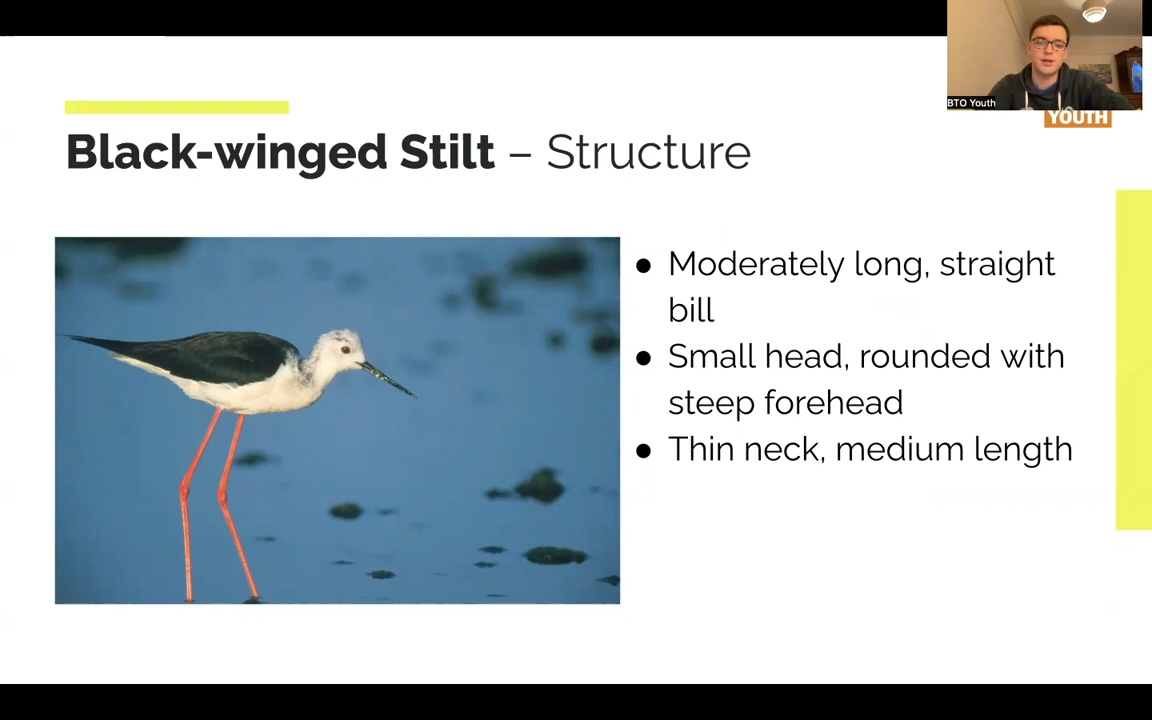 BTO Youth
YOUTH
Black-winged Stilt – Structure
● Moderately long, straight
bill
● Small head, rounded with
steep forehead
● Thin neck, medium length